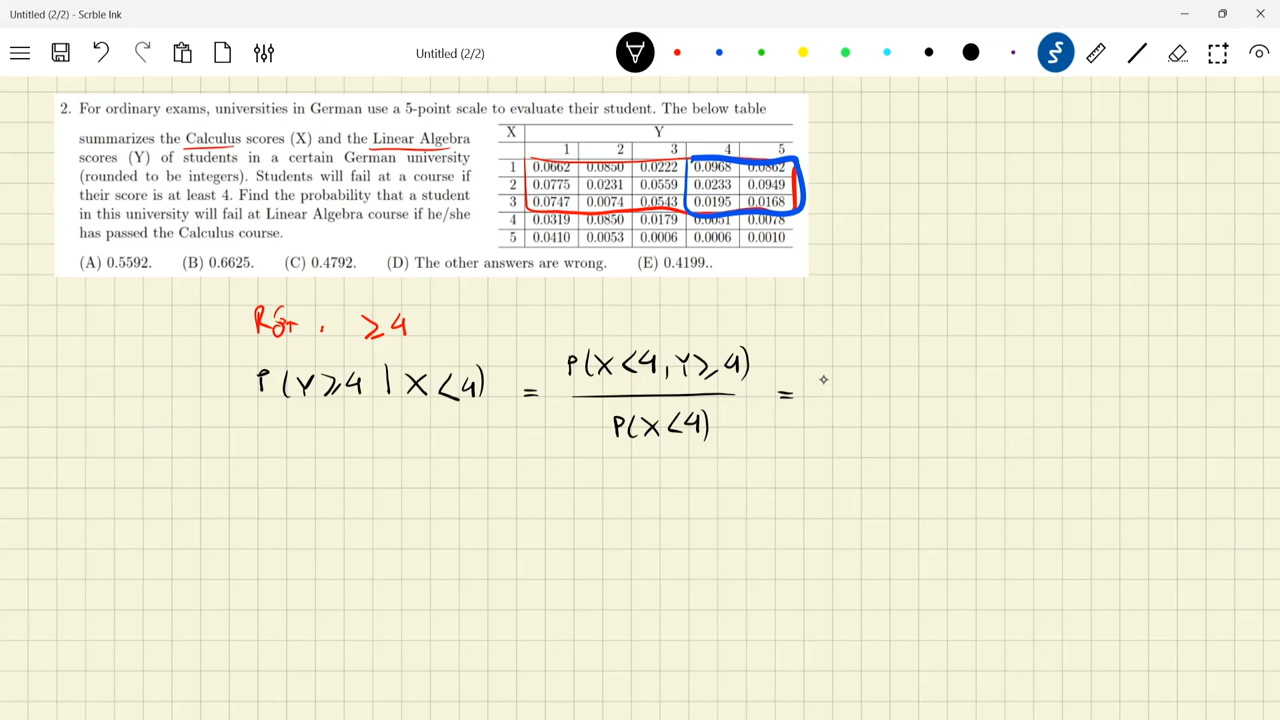 Untitled (2/2) - Scrble Ink
Untitled (2/2)
2. For ordinary exams, universities in German use a 5-point scale to evaluate their student. The below table
summarizes the Calculus scores (X) and the Linear Algebra
scores (Y) of students in a certain German university
(rounded to be integers). Students will fail at a course if
their score is at least 4. Find the probability that a student
in this university will fail at Linear Algebra course if he/she
has passed the Calculus course.
X Y
1 2 3 4 5
1 0.0662 0.0850 0.0222 0.0968 0.0862
2 0.0775 0.0231 0.0559 0.0233 0.0949
3 0.0747 0.0074 0.0543 0.0195 0.0168
4 0.0319 0.0850 0.0179 0.0051 0.0078
5 0.0410 0.0053 0.0006 0.0006 0.0010
(A) 0.5592. (B) 0.6625. (C) 0.4792. (D) The other answers are wrong. (E) 0.4199..
≥4
P(Y≥4 | X<4) = P(X<4, Y≥4) =
P(X<4)